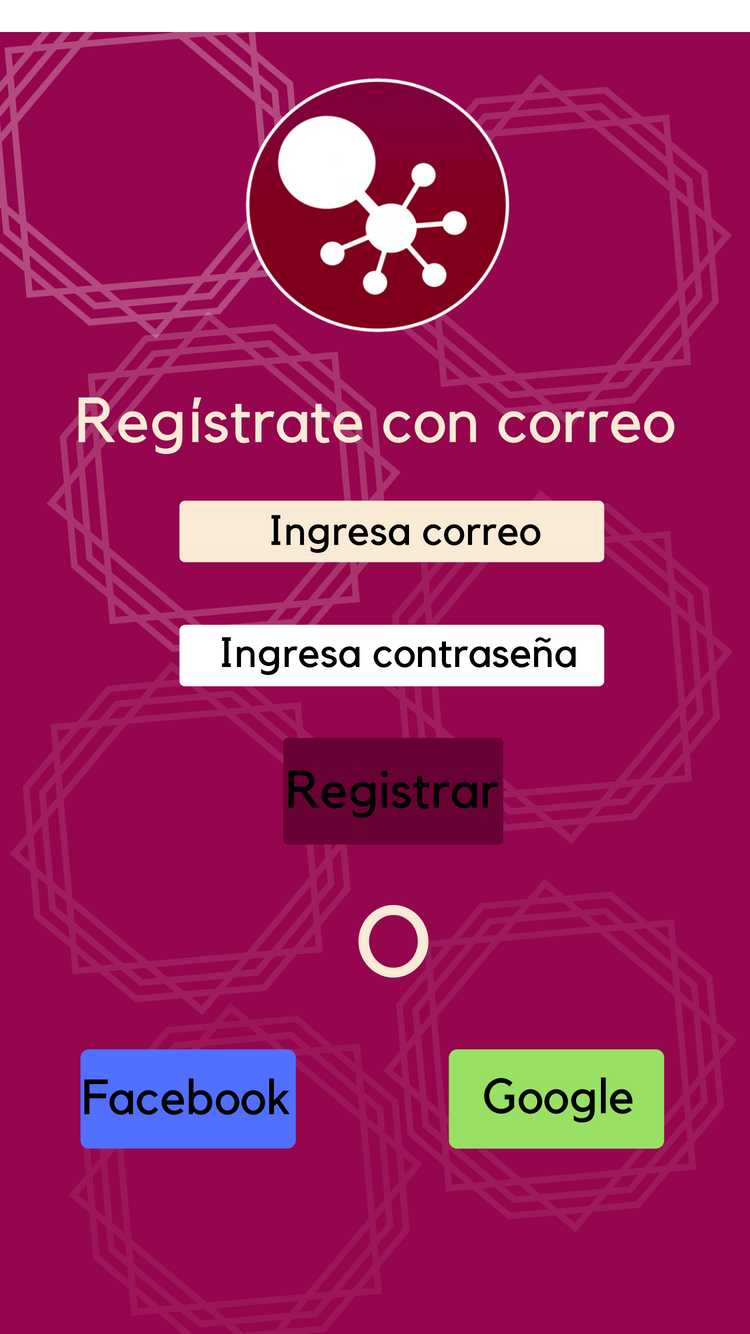 Regístrate con correo
Ingresa correo
Ingresa contraseña
Registrar
O
Facebook
Google